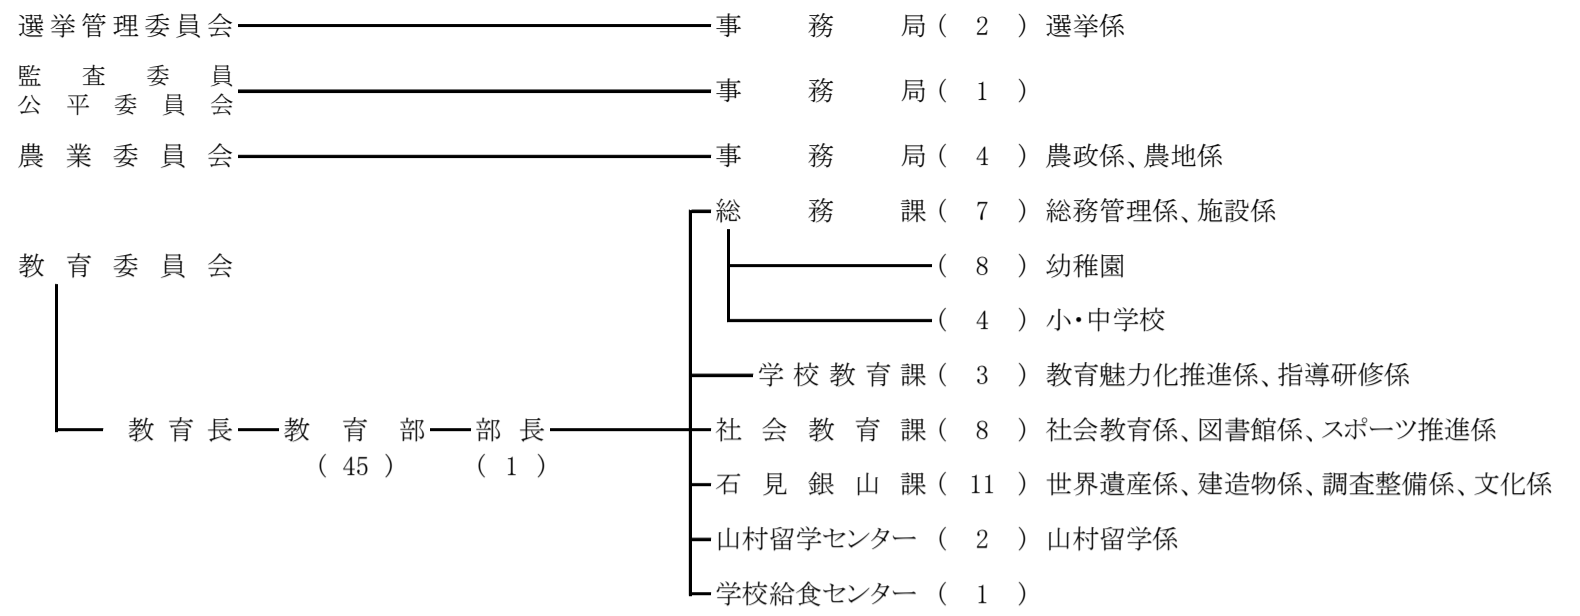 選挙管理委員会 事務局 ( 2 ) 選挙係
監査委員
公平委員会 事務局 ( 1 )
農業委員会 事務局 ( 4 ) 農政係、農地係
総務課 ( 7 ) 総務管理係、施設係
教育委員会 ( 8 ) 幼稚園
( 4 ) 小・中学校
学校教育課 ( 3 ) 教育魅力化推進係、指導研修係
教育長 教育部 部長 社会教育課 ( 8 ) 社会教育係、図書館係、スポーツ推進係
( 45 ) ( 1 )
石見銀山課 ( 11 ) 世界遺産係、建造物係、調査整備係、文化係
山村留学センター ( 2 ) 山村留学係
学校給食センター ( 1 )